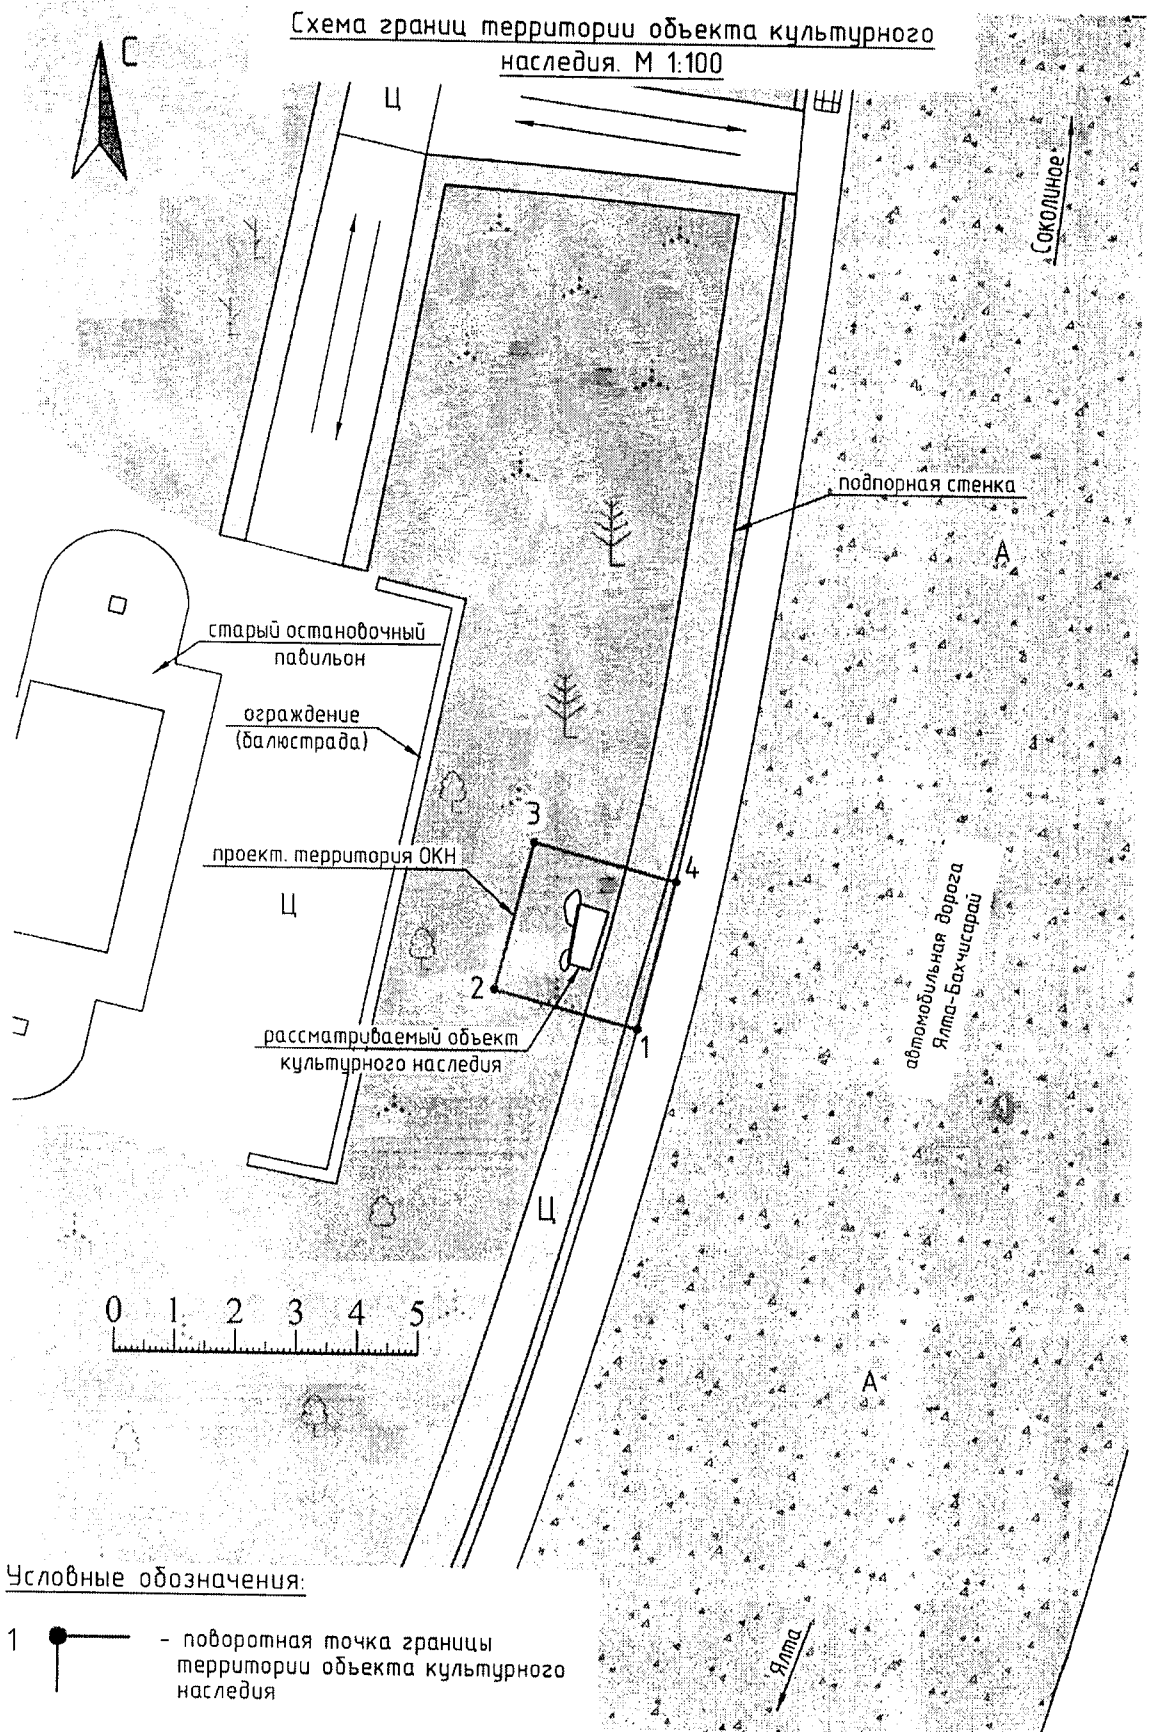 Схема границ территории объекта культурного
наследия. М 1:100
С
Ц
Соколиное
подпорная стенка
А
старый остановочный
павильон
ограждение
(балюстрада)
3
проект. территория ОКН
4
Ц
автомобильная дорога
Ялта-Бахчисарай
2
рассматриваемый объект
культурного наследия
1
Ц
0 1 2 3 4 5
А
Условные обозначения:
1 - поворотная точка границы
территории объекта культурного
наследия
Ялта